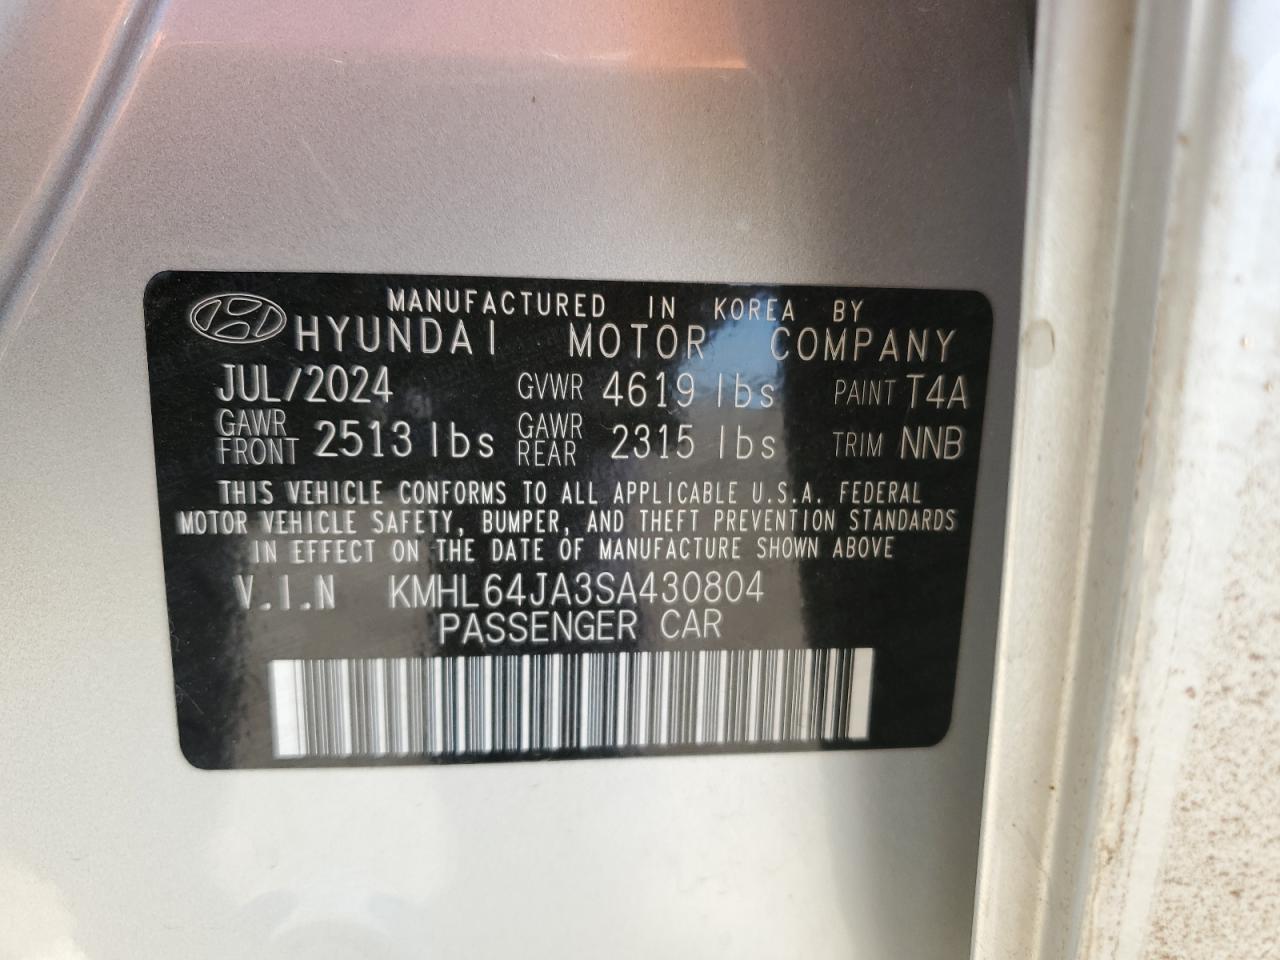 MANUFACTURED IN KOREA BY
HYUNDAI MOTOR COMPANY
JUL/2024 GVWR 4619 lbs PAINT T4A
GAWR FRONT 2513 lbs GAWR REAR 2315 lbs TRIM NNB
THIS VEHICLE CONFORMS TO ALL APPLICABLE U.S.A. FEDERAL
MOTOR VEHICLE SAFETY, BUMPER, AND THEFT PREVENTION STANDARDS
IN EFFECT ON THE DATE OF MANUFACTURE SHOWN ABOVE
V.I.N KMHL64JA3SA430804
PASSENGER CAR